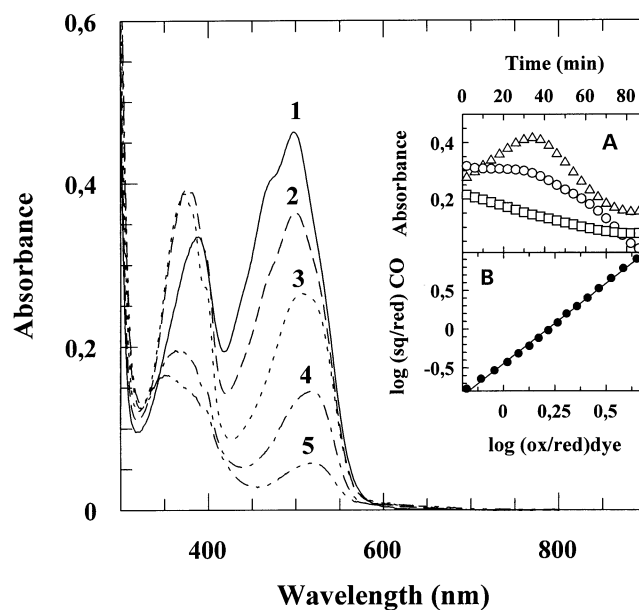 0,6
Time (min)
0 20 40 60 80
1
A
0,4
Absorbance
0,4
2
0,2
Absorbance
3
B
0,5
0,2
log (sq/red) CO
0
4
-0,5
5
0 0,25 0,5
log (ox/red)dye
0
400 600 800
Wavelength (nm)